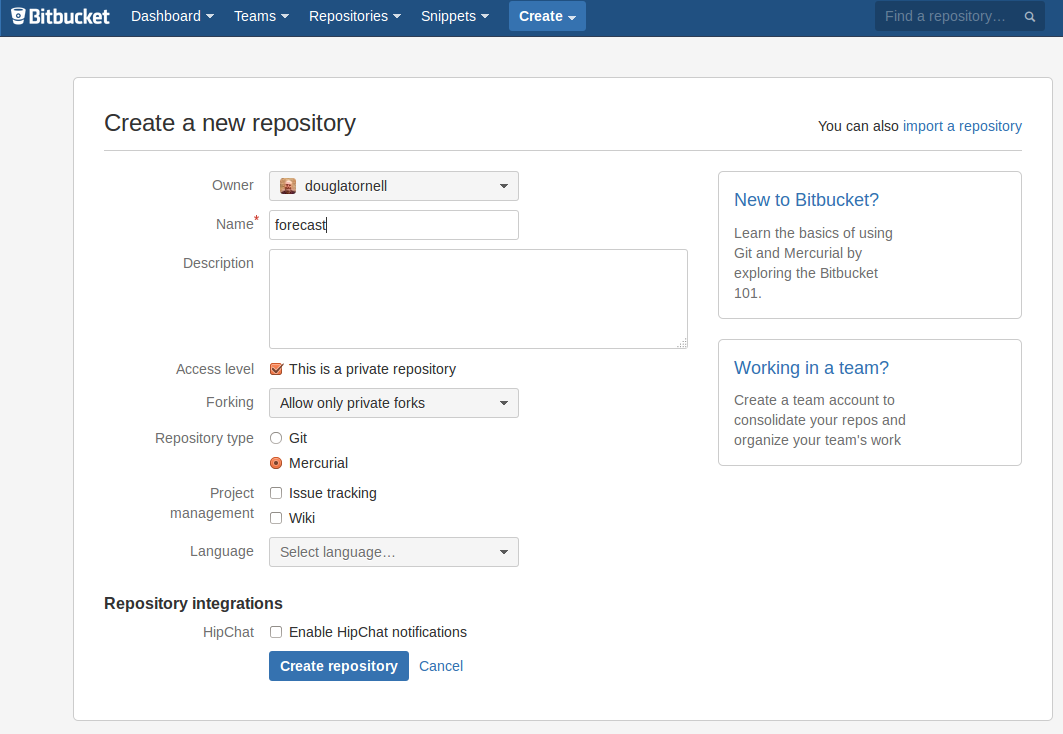 Bitbucket Dashboard Teams Repositories Snippets Create Find a repository…
Create a new repository
You can also import a repository
Owner douglatornell
Name* forecast
Description
Access level This is a private repository
Forking Allow only private forks
Repository type Git
Mercurial
Project management Issue tracking
Wiki
Language Select language…
Repository integrations
HipChat Enable HipChat notifications
Create repository Cancel
New to Bitbucket?
Learn the basics of using
Git and Mercurial by
exploring the Bitbucket
101.
Working in a team?
Create a team account to
consolidate your repos and
organize your team's work